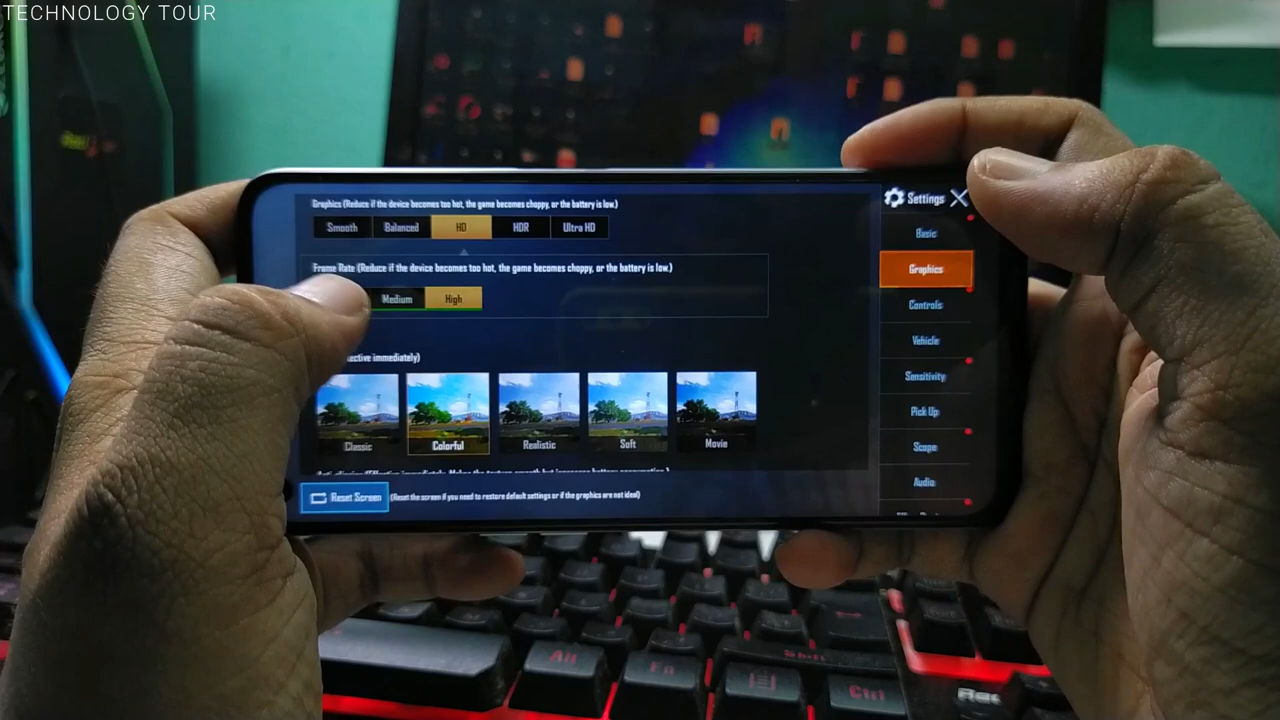 TECHNOLOGY TOUR
Graphics (Reduce if the device becomes too hot, the game becomes choppy, or the battery is low.)
Smooth
Balanced
HD
HDR
Ultra HD
Frame Rate (Reduce if the device becomes too hot, the game becomes choppy, or the battery is low.)
Medium
High
ective immediately)
Classic
Colorful
Realistic
Soft
Movie
Reset Screen
(Reset the screen if you need to restore default settings or if the graphics are not ideal)
Settings
Basic
Graphics
Controls
Vehicle
Sensitivity
Pick Up
Scope
Audio
Alt
Fn
Shift
Ctrl